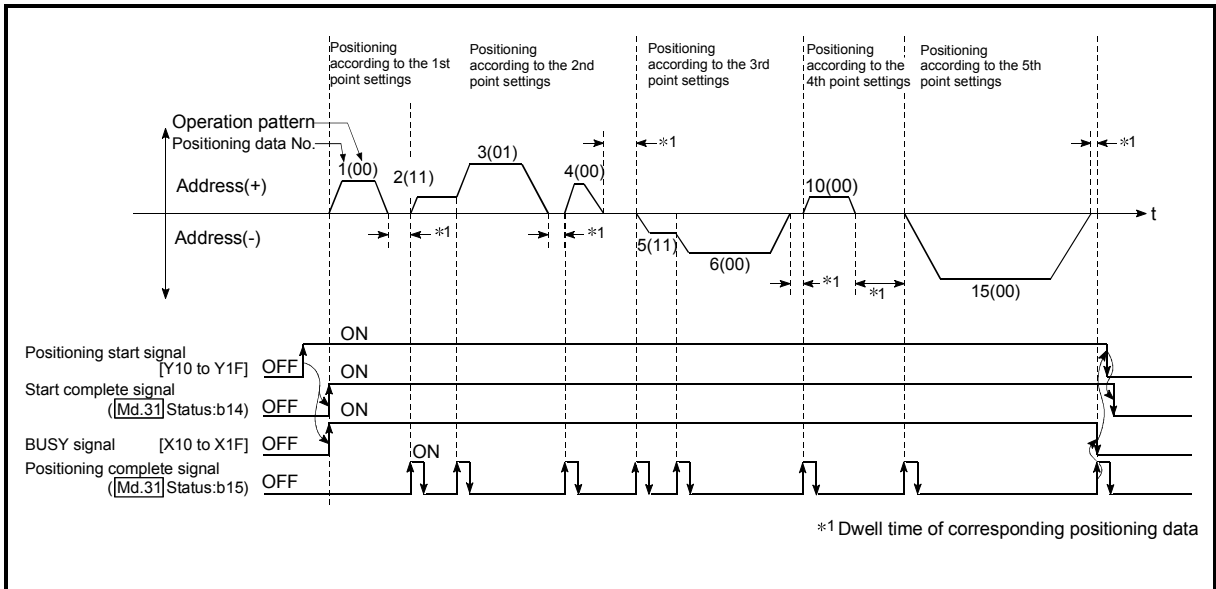 Positioning
according to the 1st
point settings
Positioning
according to the 2nd
point settings
Positioning
according to the 3rd
point settings
Positioning
according to the
4th point settings
Positioning
according to the 5th
point settings
Operation pattern
Positioning data No.
1(00)
2(11)
3(01)
4(00)
*1
10(00)
*1
Address(+)
t
Address(-)
*1
*1
5(11)
6(00)
*1
*1
15(00)
ON
Positioning start signal
[Y10 to Y1F] OFF
ON
Start complete signal
(Md.31 Status:b14) OFF
ON
BUSY signal [X10 to X1F] OFF
ON
Positioning complete signal
(Md.31 Status:b15) OFF
*1 Dwell time of corresponding positioning data